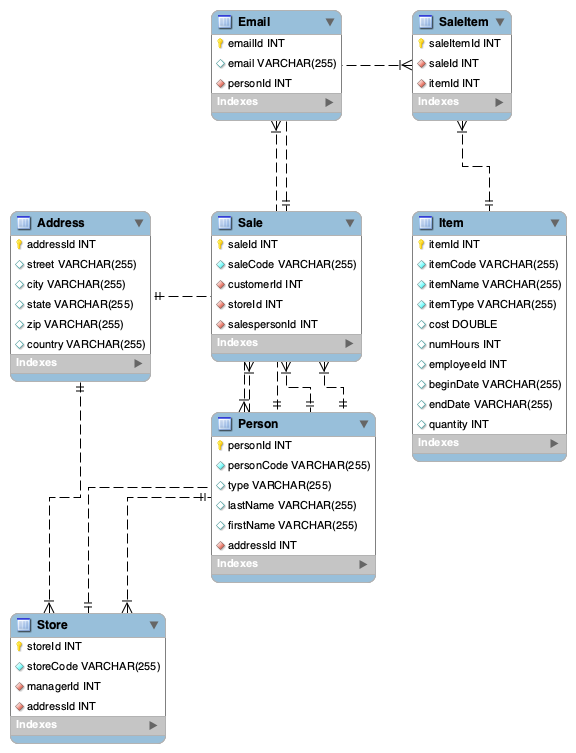 Email
emailId INT
email VARCHAR(255)
personId INT
Indexes
SaleItem
saleItemId INT
saleId INT
itemId INT
Indexes
Address
addressId INT
street VARCHAR(255)
city VARCHAR(255)
state VARCHAR(255)
zip VARCHAR(255)
country VARCHAR(255)
Indexes
Sale
saleId INT
saleCode VARCHAR(255)
customerId INT
storeId INT
salespersonId INT
Indexes
Item
itemId INT
itemCode VARCHAR(255)
itemName VARCHAR(255)
itemType VARCHAR(255)
cost DOUBLE
numHours INT
employeeId INT
beginDate VARCHAR(255)
endDate VARCHAR(255)
quantity INT
Indexes
Person
personId INT
personCode VARCHAR(255)
type VARCHAR(255)
lastName VARCHAR(255)
firstName VARCHAR(255)
addressId INT
Indexes
Store
storeId INT
storeCode VARCHAR(255)
managerId INT
addressId INT
Indexes